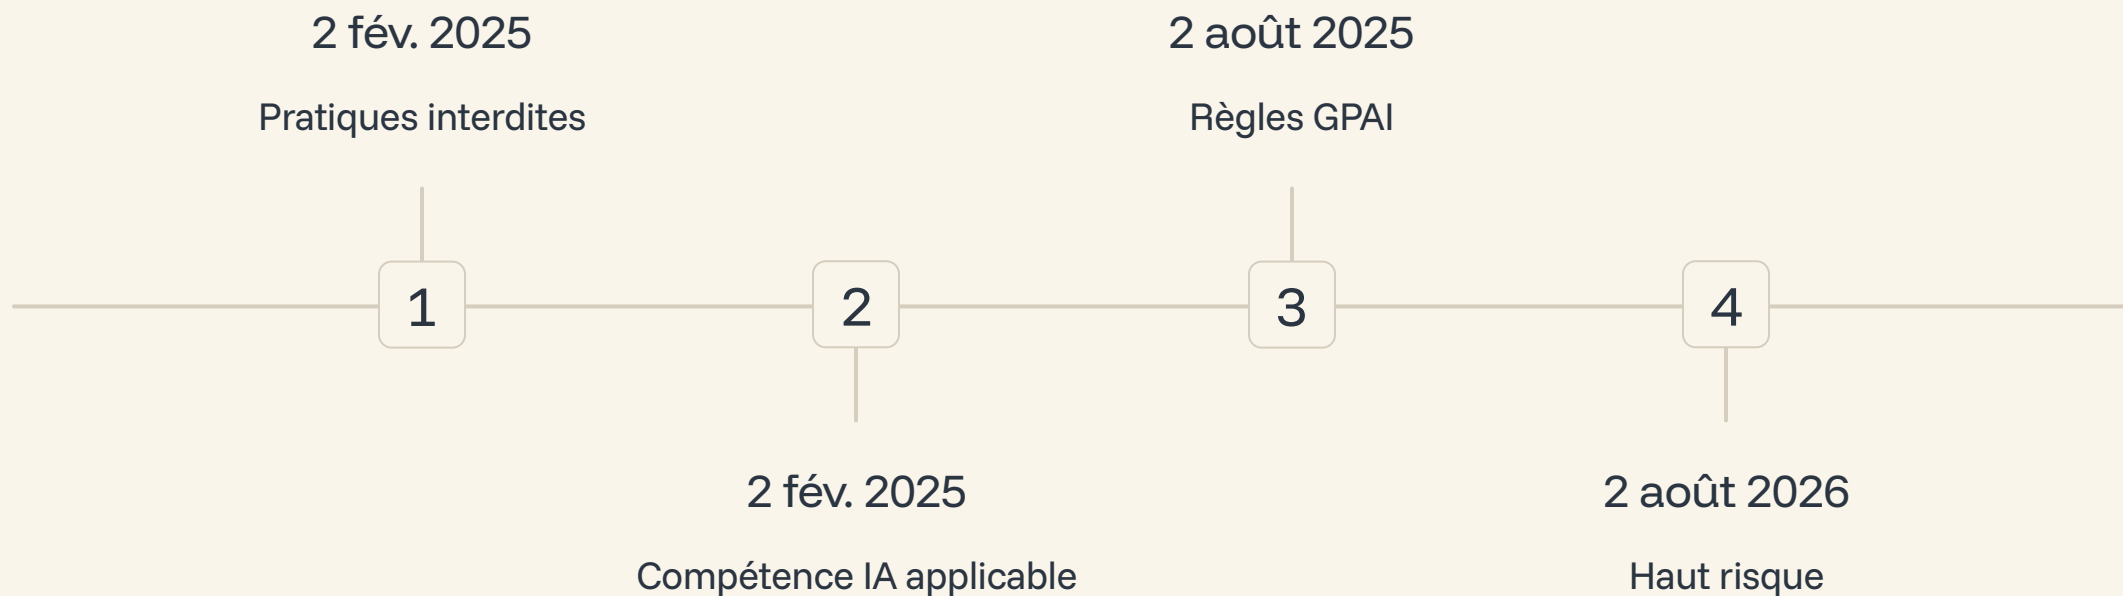 2 fév. 2025
Pratiques interdites
2 août 2025
Règles GPAI
1
2
3
4
2 fév. 2025
Compétence IA applicable
2 août 2026
Haut risque